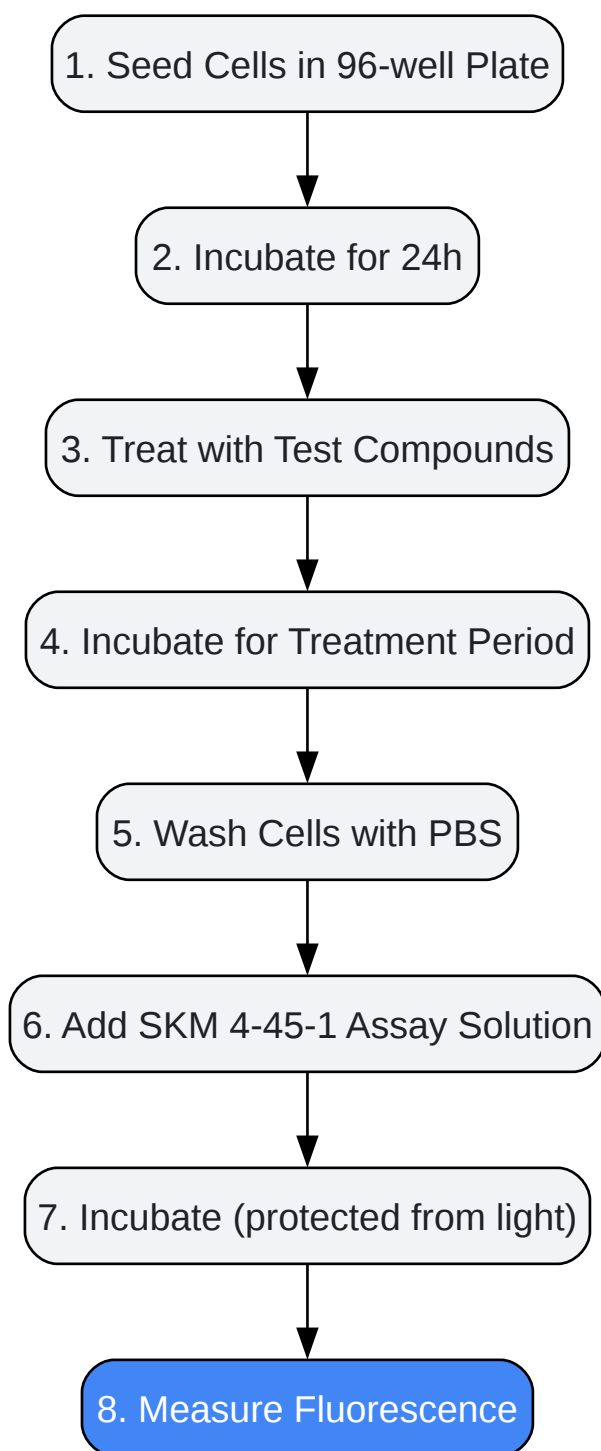 1. Seed Cells in 96-well Plate
2. Incubate for 24h
3. Treat with Test Compounds
4. Incubate for Treatment Period
5. Wash Cells with PBS
6. Add SKM 4-45-1 Assay Solution
7. Incubate (protected from light)
8. Measure Fluorescence